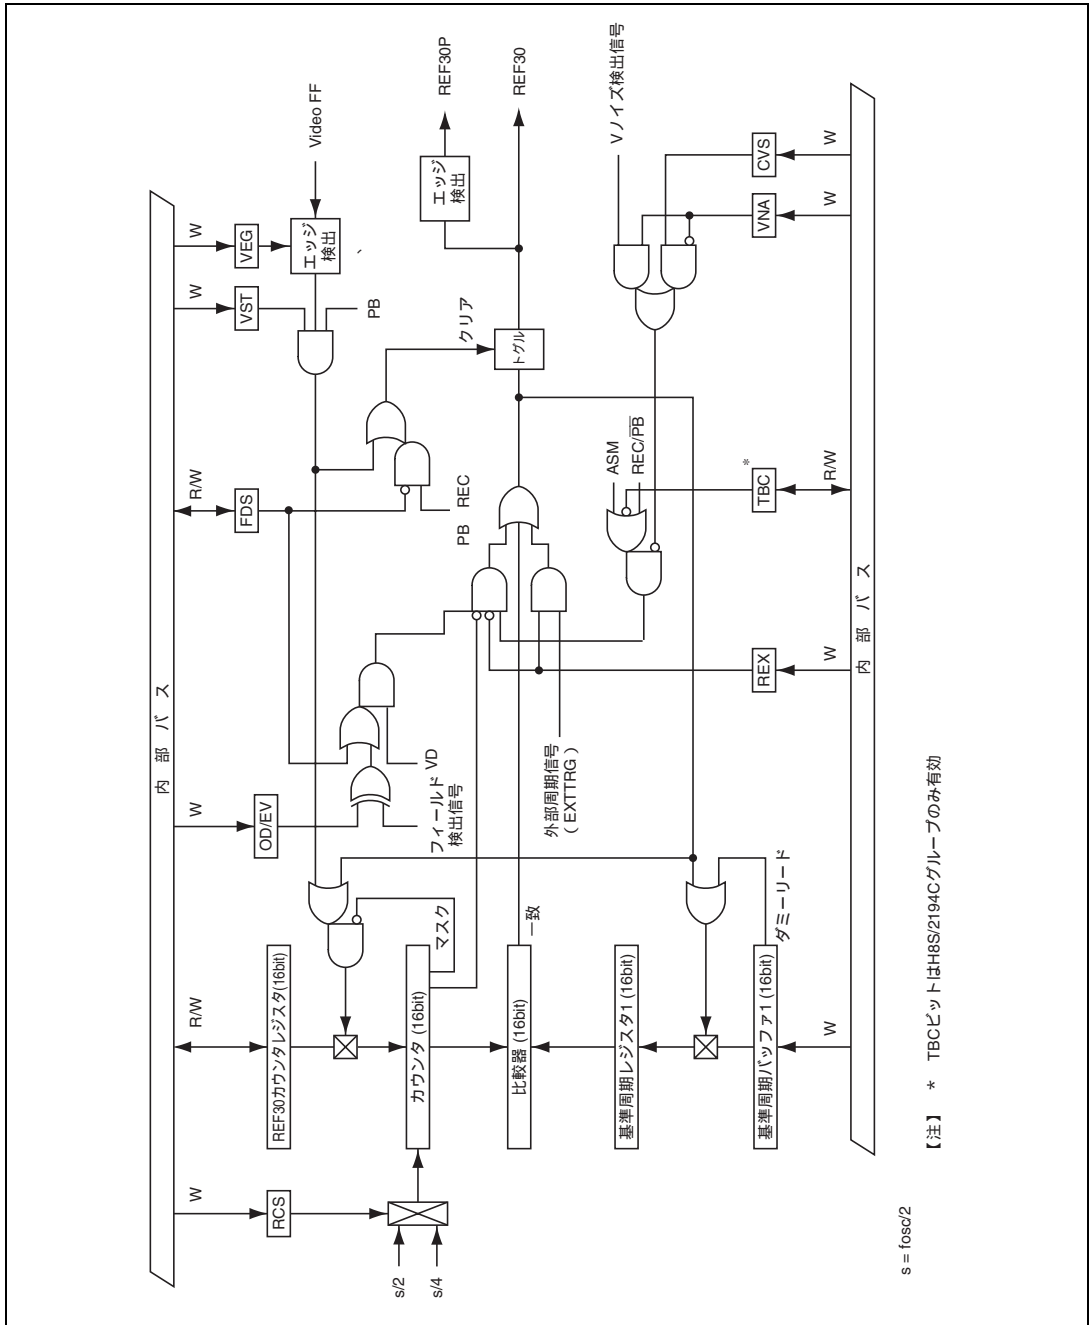 内部バス
W
RCS
s/2
s/4
R/W
REF30カウンタレジスタ(16bit)
カウンタ (16bit)
マスク
比較器 (16bit)
一致
基準周期レジスタ1 (16bit)
基準周期バッファ1 (16bit)
ダミーリード
W
W
OD/EV
フィールド
検出信号
VD
外部周期信号
( EXTTRG )
REX
W
R/W
FDS
PB
REC
ASM
REC/P̅B̅
TBC
*
R/W
W
VST
PB
W
VEG
エッジ
検出
Video FF
クリア
トグル
エッジ
検出
REF30P
REF30
Vノイズ検出信号
VNA
W
CVS
W
内部バス
s = fosc/2
【注】 * TBCビットはH8S/2194Cグループのみ有効